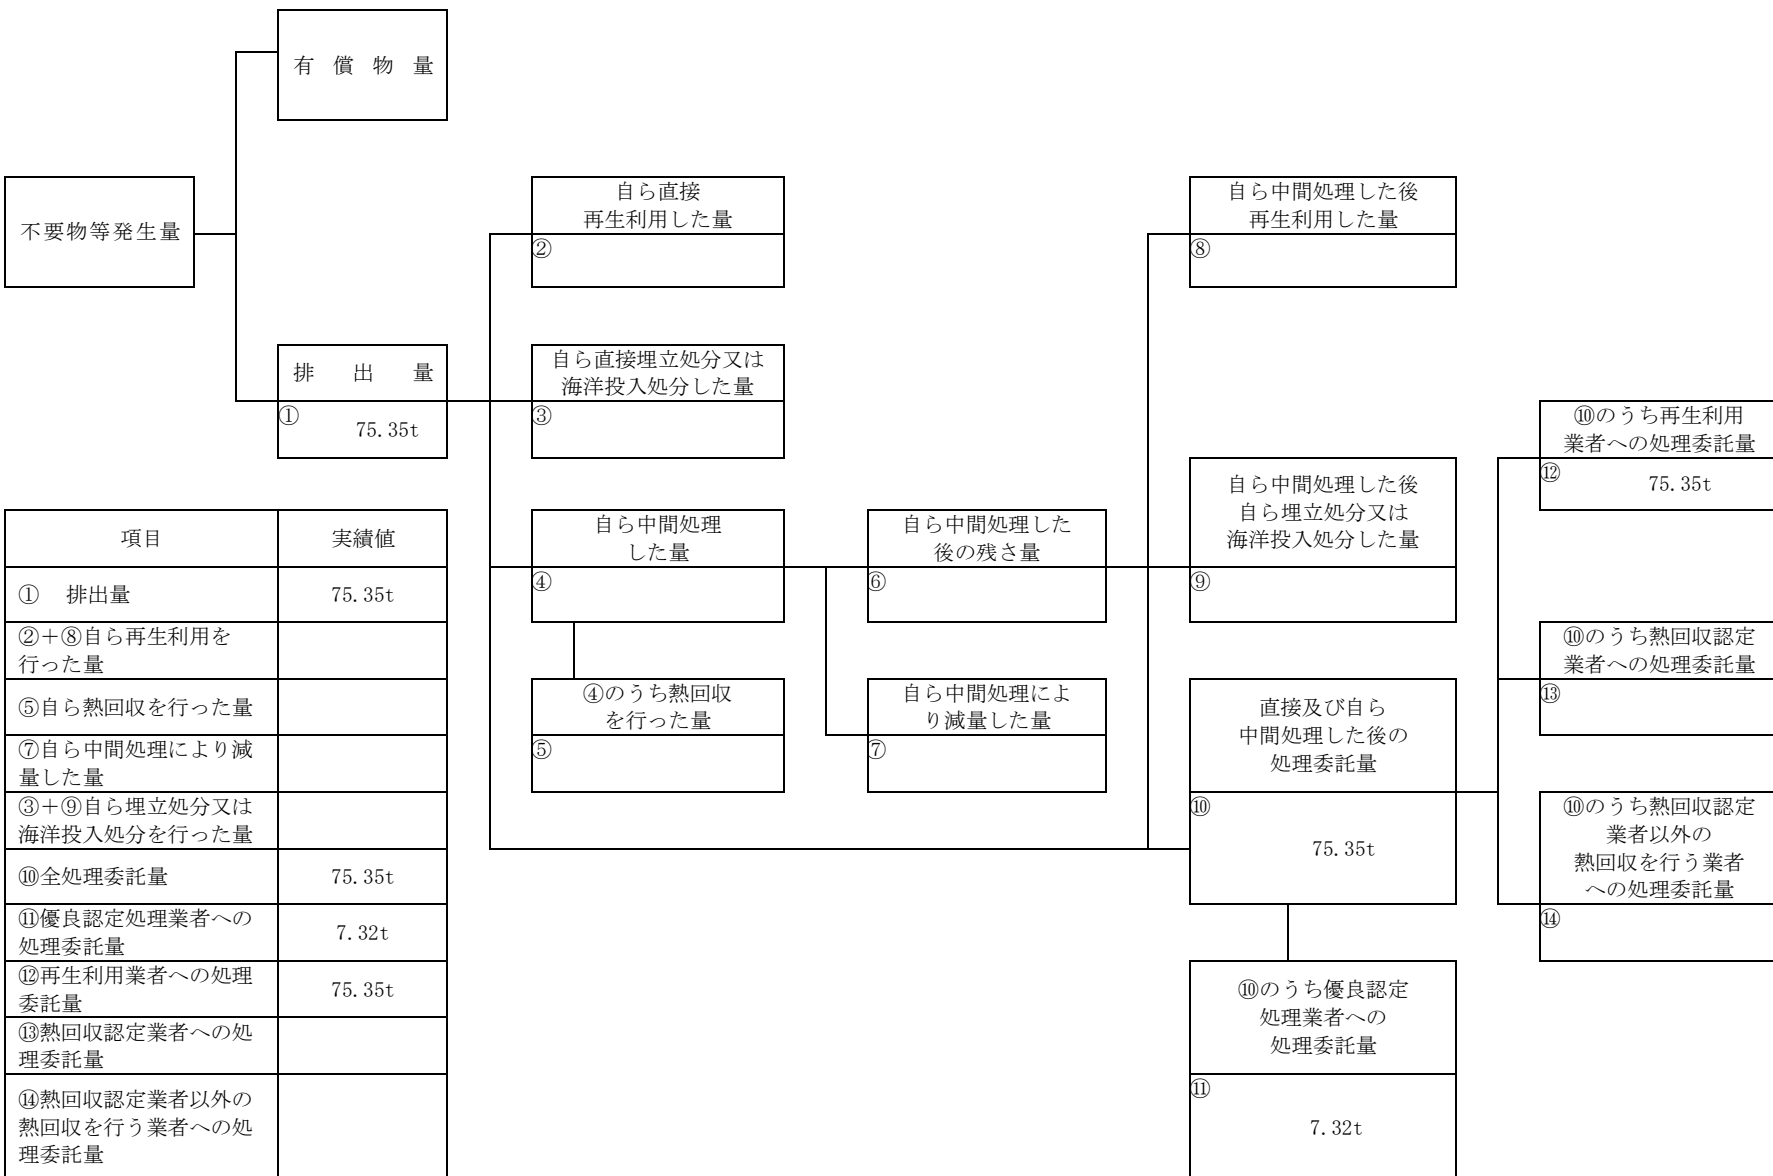 有償物量
不要物等発生量
排出量
①
75.35t
自ら直接
再生利用した量
②
自ら直接埋立処分又は
海洋投入処分した量
③
自ら中間処理
した量
④
④のうち熱回収
を行った量
⑤
自ら中間処理した
後の残さ量
⑥
自ら中間処理によ
り減量した量
⑦
自ら中間処理した後
再生利用した量
⑧
自ら中間処理した後
自ら埋立処分又は
海洋投入処分した量
⑨
直接及び自ら
中間処理した後の
処理委託量
⑩
75.35t
⑩のうち優良認定
処理業者への
処理委託量
⑪
7.32t
⑩のうち再生利用
業者への処理委託量
⑫
75.35t
⑩のうち熱回収認定
業者への処理委託量
⑬
⑩のうち熱回収認定
業者以外の
熱回収を行う業者
への処理委託量
⑭
項目 実績値
① 排出量 75.35t
②＋⑧自ら再生利用を
行った量
⑤自ら熱回収を行った量
⑦自ら中間処理により減
量した量
③＋⑨自ら埋立処分又は
海洋投入処分を行った量
⑩全処理委託量 75.35t
⑪優良認定処理業者への
処理委託量 7.32t
⑫再生利用業者への処理
委託量 75.35t
⑬熱回収認定業者への処
理委託量
⑭熱回収認定業者以外の
熱回収を行う業者への処
理委託量